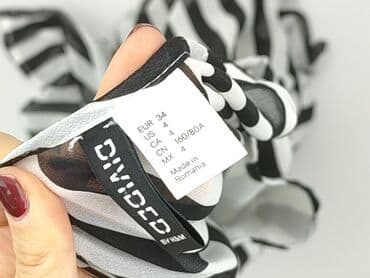 EUR 34
US 4
CA 4
CN 160/80A
MX 4
Made in
Romania
DIVIDED
BY H&M